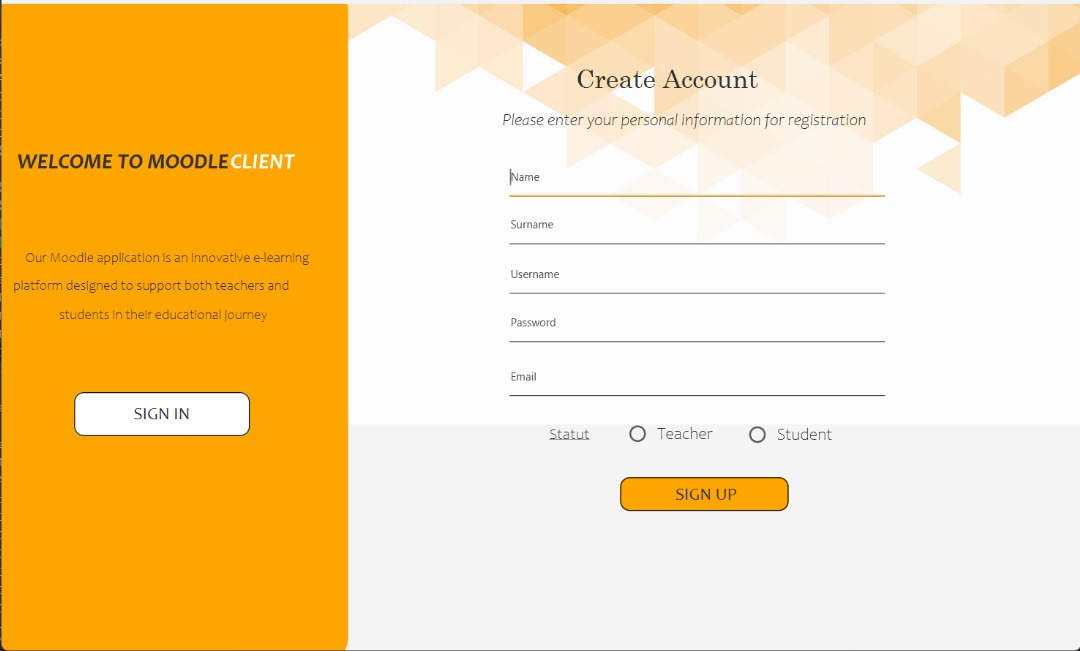 WELCOME TO MOODLE CLIENT
Our Moodle application is an innovative e-learning
platform designed to support both teachers and
students in their educational journey
SIGN IN
Create Account
Please enter your personal information for registration
Name
Surname
Username
Password
Email
Statut Teacher Student
SIGN UP